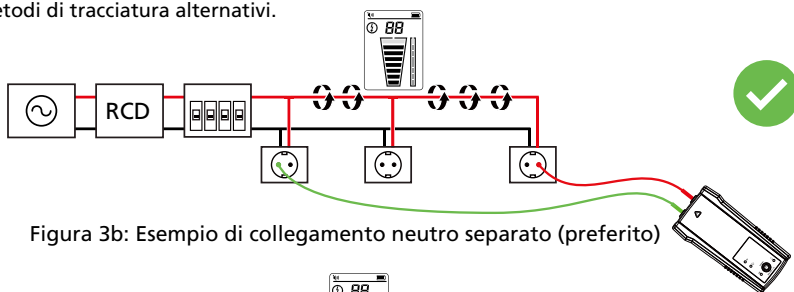 etodi di tracciatura alternativi.
88
RCD
Figura 3b: Esempio di collegamento neutro separato (preferito)
88